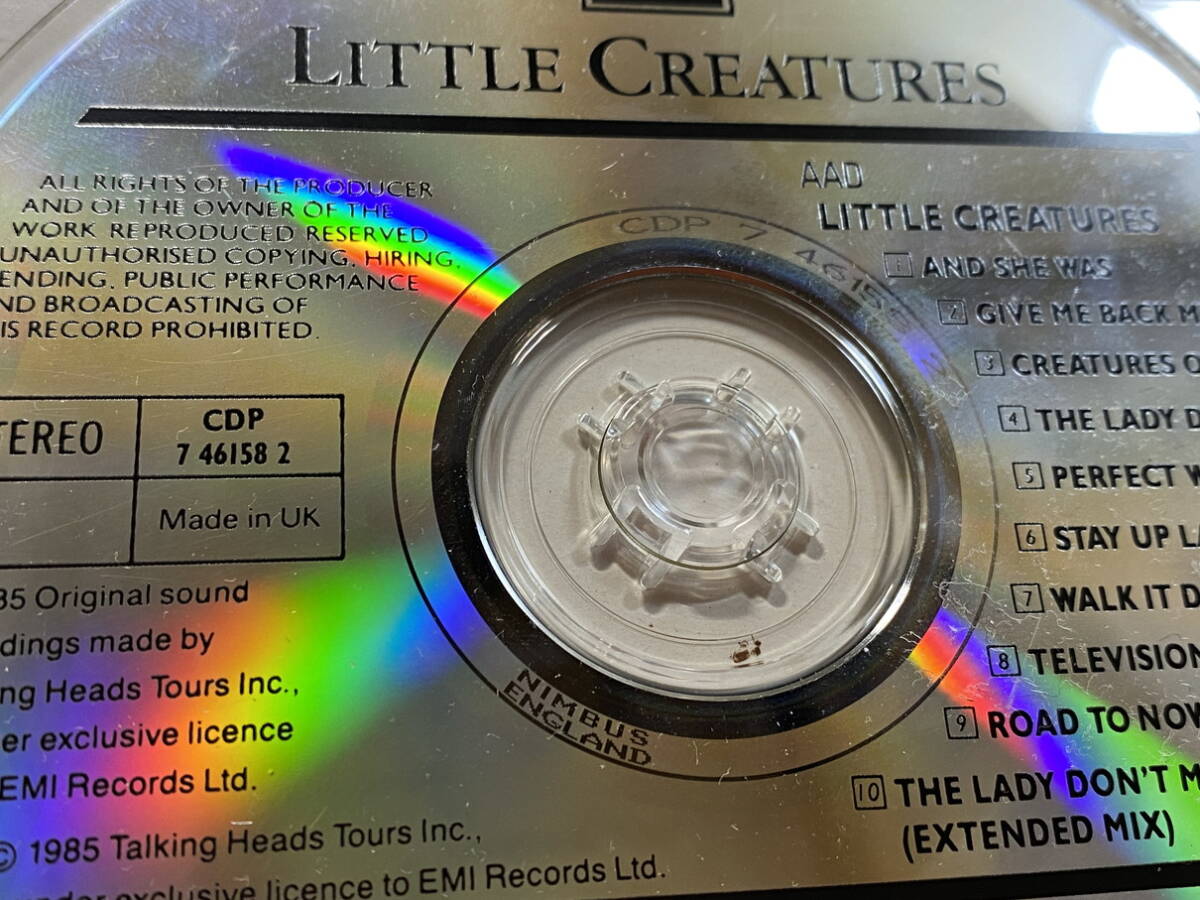 LITTLE CREATURES
ALL RIGHTS OF THE PRODUCER
AND OF THE OWNER OF THE
WORK REPRODUCED RESERVED
UNAUTHORISED COPYING, HIRING,
ENDING, PUBLIC PERFORMANCE
ND BROADCASTING OF
IS RECORD PROHIBITED.
TEREO
CDP
7 46158 2
Made in UK
85 Original sound
dings made by
ng Heads Tours Inc.,
er exclusive licence
EMI Records Ltd.
© 1985 Talking Heads Tours Inc.,
nder exclusive licence to EMI Records Ltd.
CDP 7 4615
NIMBUS
ENGLAND
AAD
LITTLE CREATURES
1 AND SHE WAS
2 GIVE ME BACK M
3 CREATURES O
4 THE LADY D
5 PERFECT W
6 STAY UP LA
7 WALK IT D
8 TELEVISION
9 ROAD TO NOW
10 THE LADY DON'T M
(EXTENDED MIX)